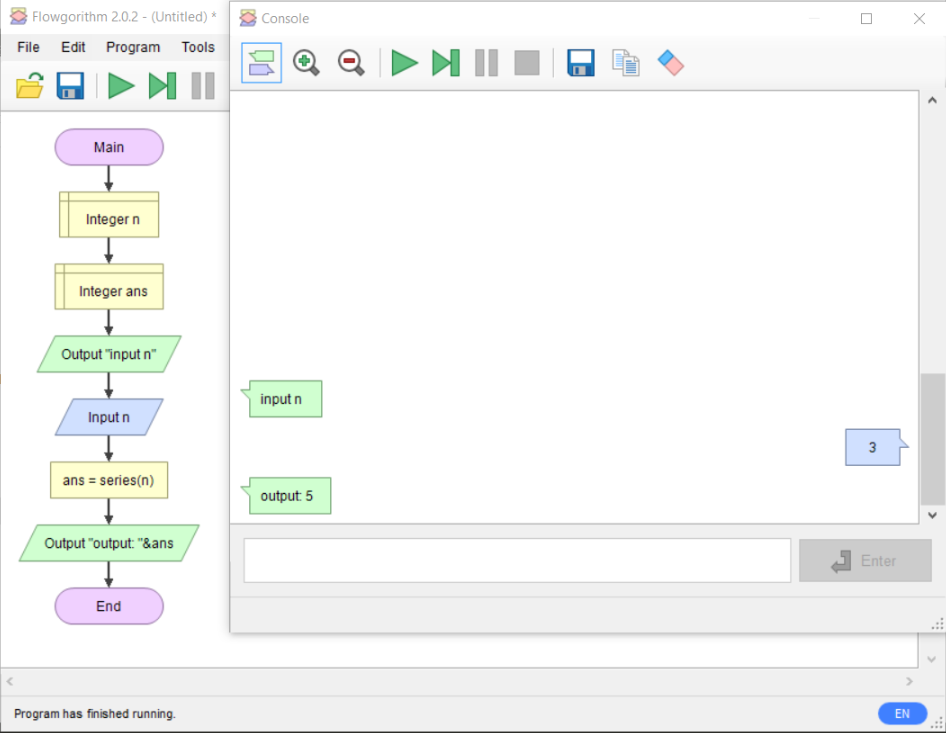 Flowgorithm 2.0.2 - (Untitled) *
File Edit Program Tools
Main
Integer n
Integer ans
Output "input n"
Input n
ans = series(n)
Output "output: "&ans
End
Console
input n
3
output: 5
Enter
Program has finished running.
EN